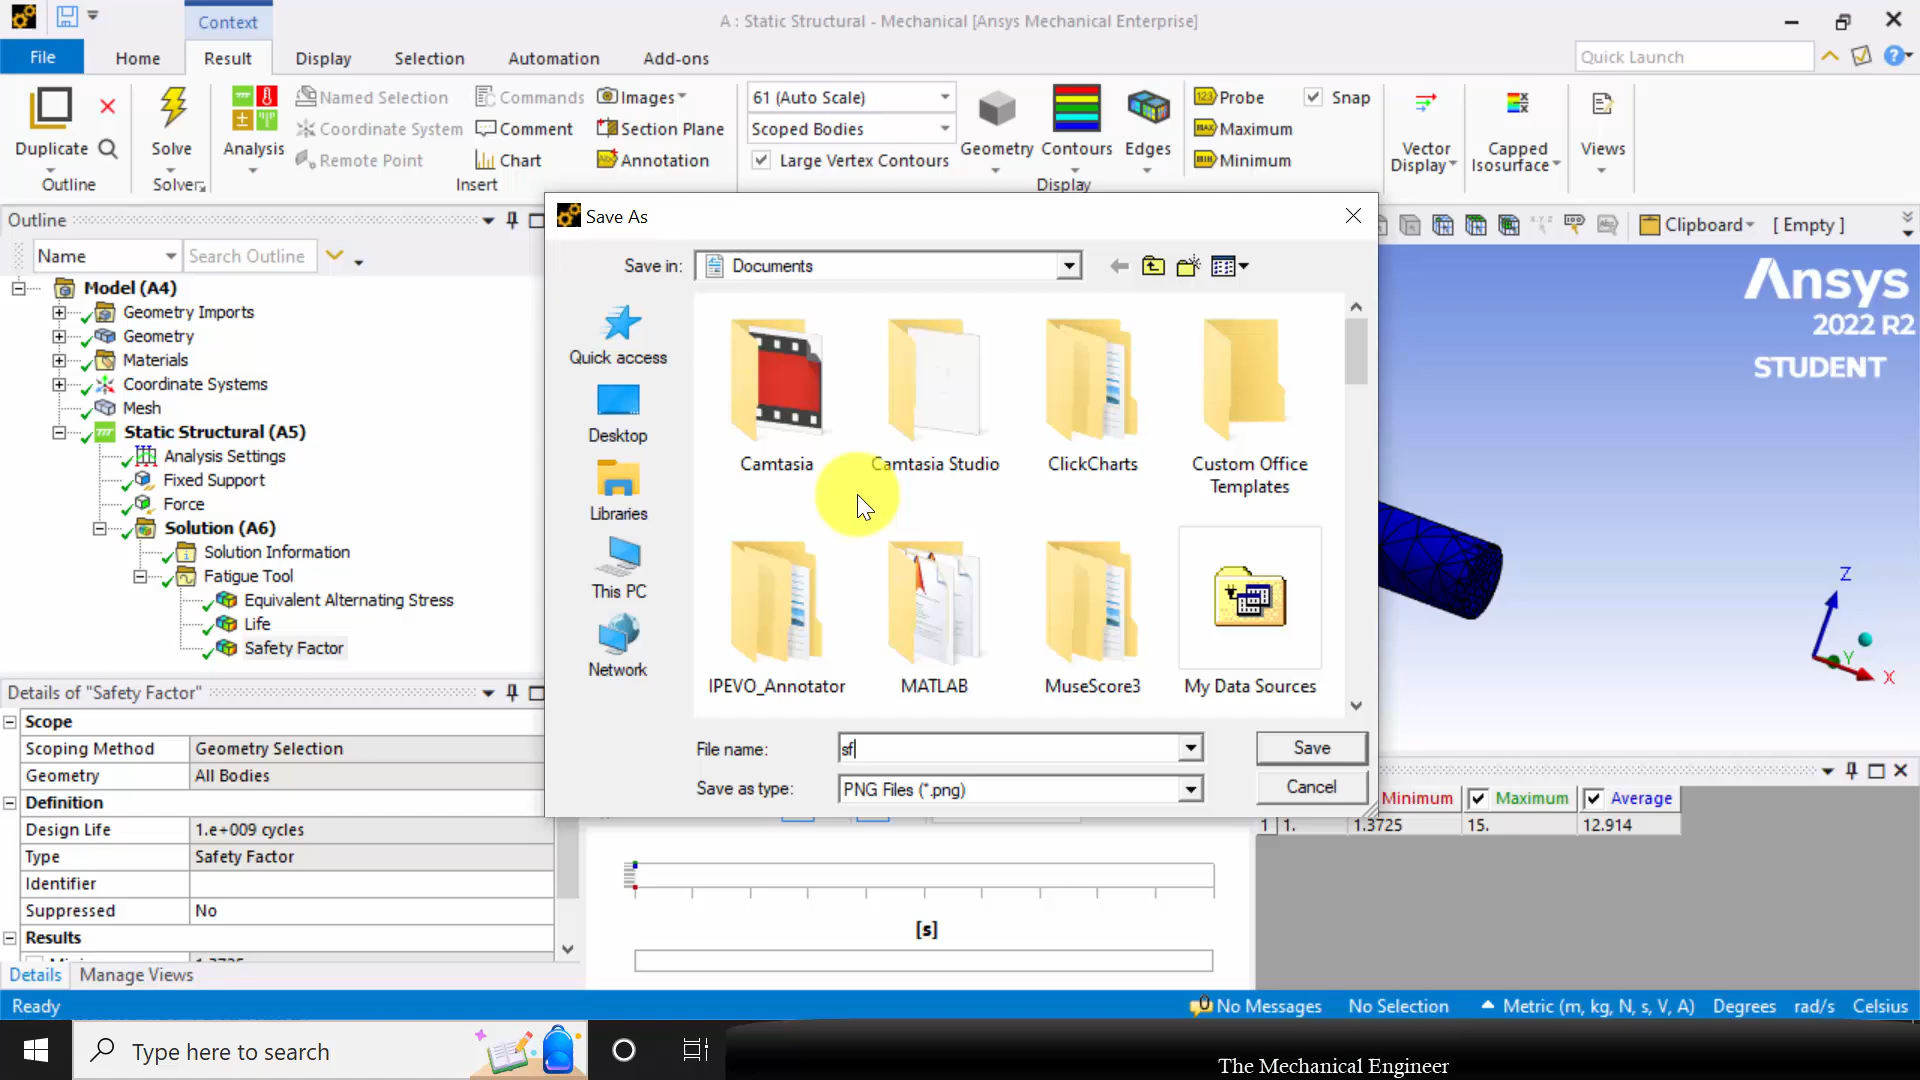 Context
A : Static Structural - Mechanical [Ansys Mechanical Enterprise]
File
Home
Result
Display
Selection
Automation
Add-ons
Quick Launch
Duplicate
Outline
Solve
Solver
Analysis
Named Selection
Coordinate System
Remote Point
Commands
Comment
Chart
Insert
Images
Section Plane
Annotation
61 (Auto Scale)
Scoped Bodies
Large Vertex Contours
Geometry
Contours
Edges
Display
Probe
Maximum
Minimum
Snap
Vector
Display
Capped
Isosurface
Views
Outline
Name
Search Outline
Clipboard
[ Empty ]
Model (A4)
Geometry Imports
Geometry
Materials
Coordinate Systems
Mesh
Static Structural (A5)
Analysis Settings
Fixed Support
Force
Solution (A6)
Solution Information
Fatigue Tool
Equivalent Alternating Stress
Life
Safety Factor
Save As
Save in:
Documents
Quick access
Desktop
Libraries
This PC
Network
Camtasia
Camtasia Studio
ClickCharts
Custom Office
Templates
IPEVO_Annotator
MATLAB
MuseScore3
My Data Sources
File name:
sf
Save
Save as type:
PNG Files (*.png)
Cancel
Ansys
2022 R2
STUDENT
Z
Y
X
Details of "Safety Factor"
Scope
Scoping Method
Geometry Selection
Geometry
All Bodies
Definition
Design Life
1.e+009 cycles
Type
Safety Factor
Identifier
Suppressed
No
Results
Details
Manage Views
[s]
Minimum
Maximum
Average
1
1.
1.3725
15.
12.914
Ready
No Messages
No Selection
Metric (m, kg, N, s, V, A)
Degrees
rad/s
Celsius
Type here to search
The Mechanical Engineer